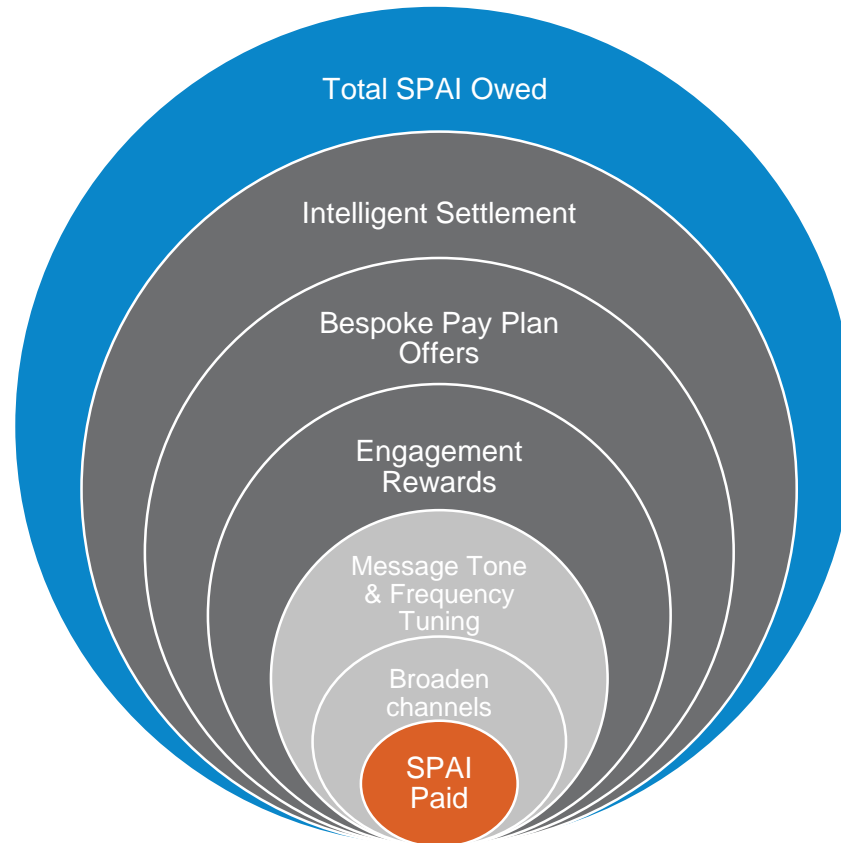 Total SPAI Owed
Intelligent Settlement
Bespoke Pay Plan
Offers
Engagement
Rewards
Message Tone
& Frequency
Tuning
Broaden
channels
SPAI
Paid